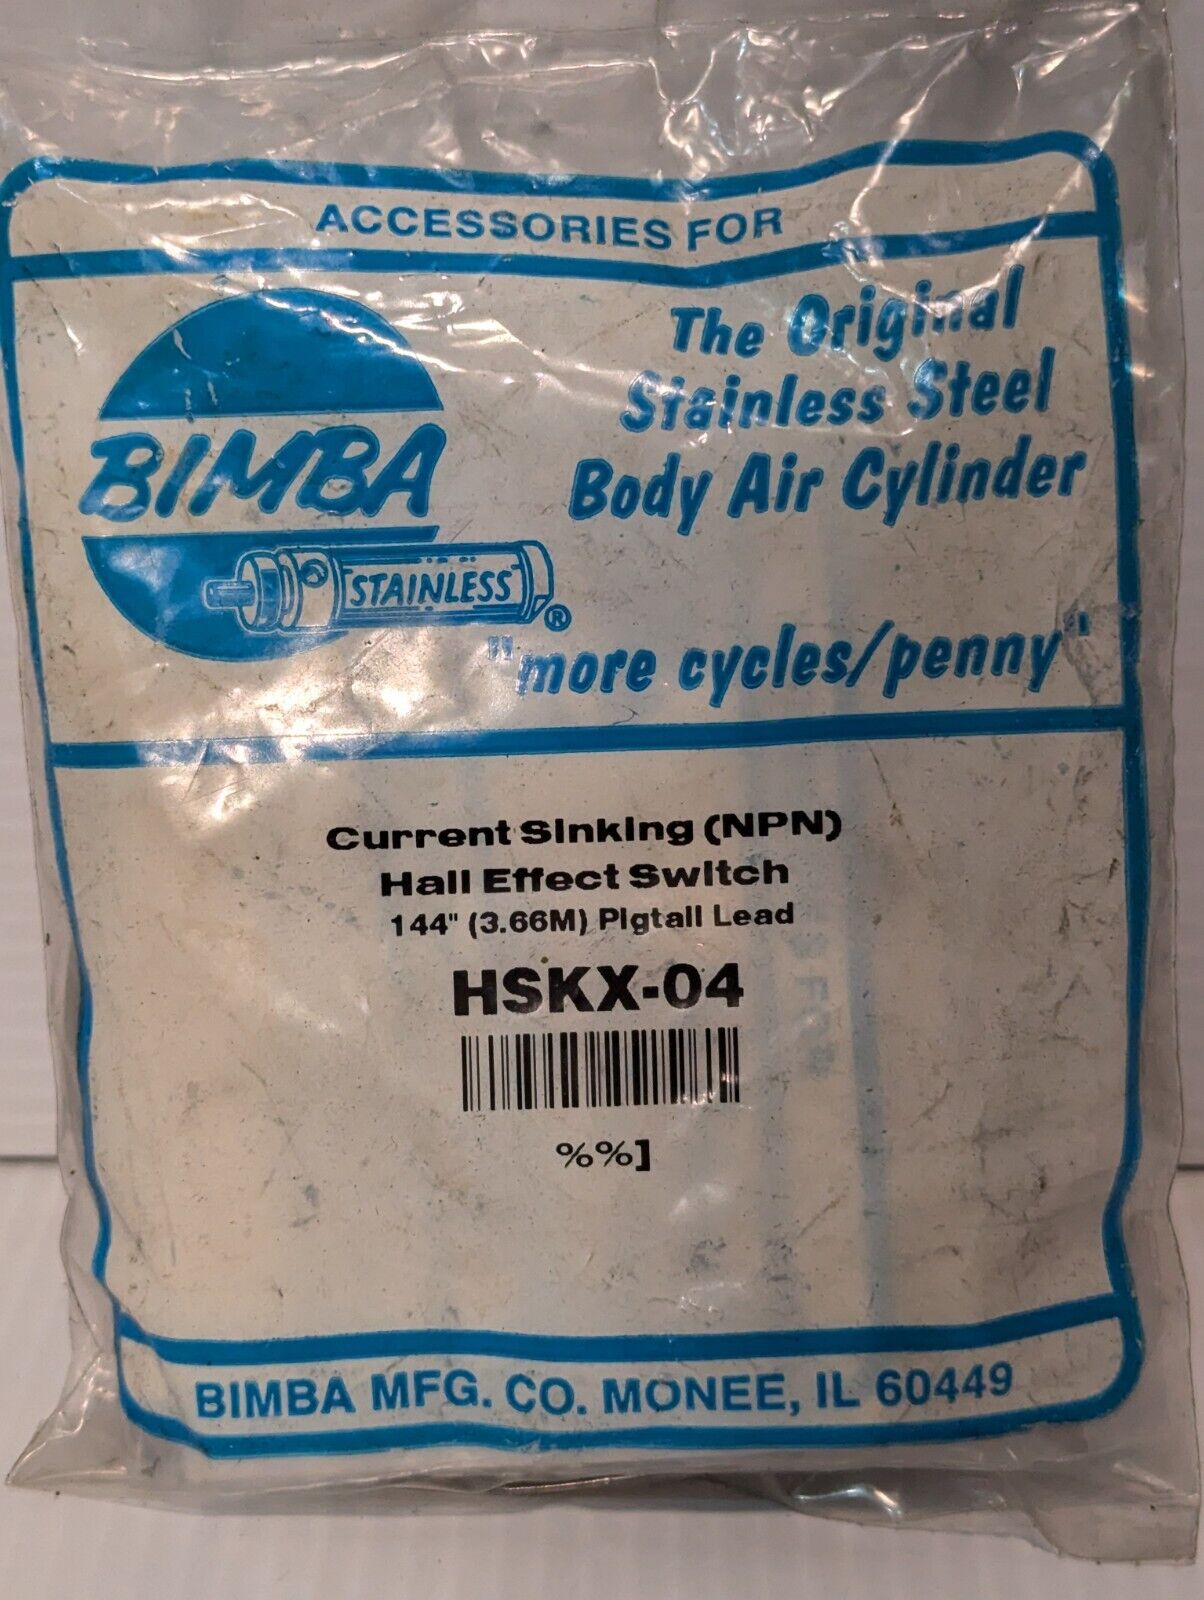 ACCESSORIES FOR
BIMBA
STAINLESS
®
The Original
Stainless Steel
Body Air Cylinder
"more cycles/penny"
Current Sinking (NPN)
Hall Effect Switch
144" (3.66M) Pigtail Lead
HSKX-04
%%]
BIMBA MFG. CO. MONEE, IL 60449